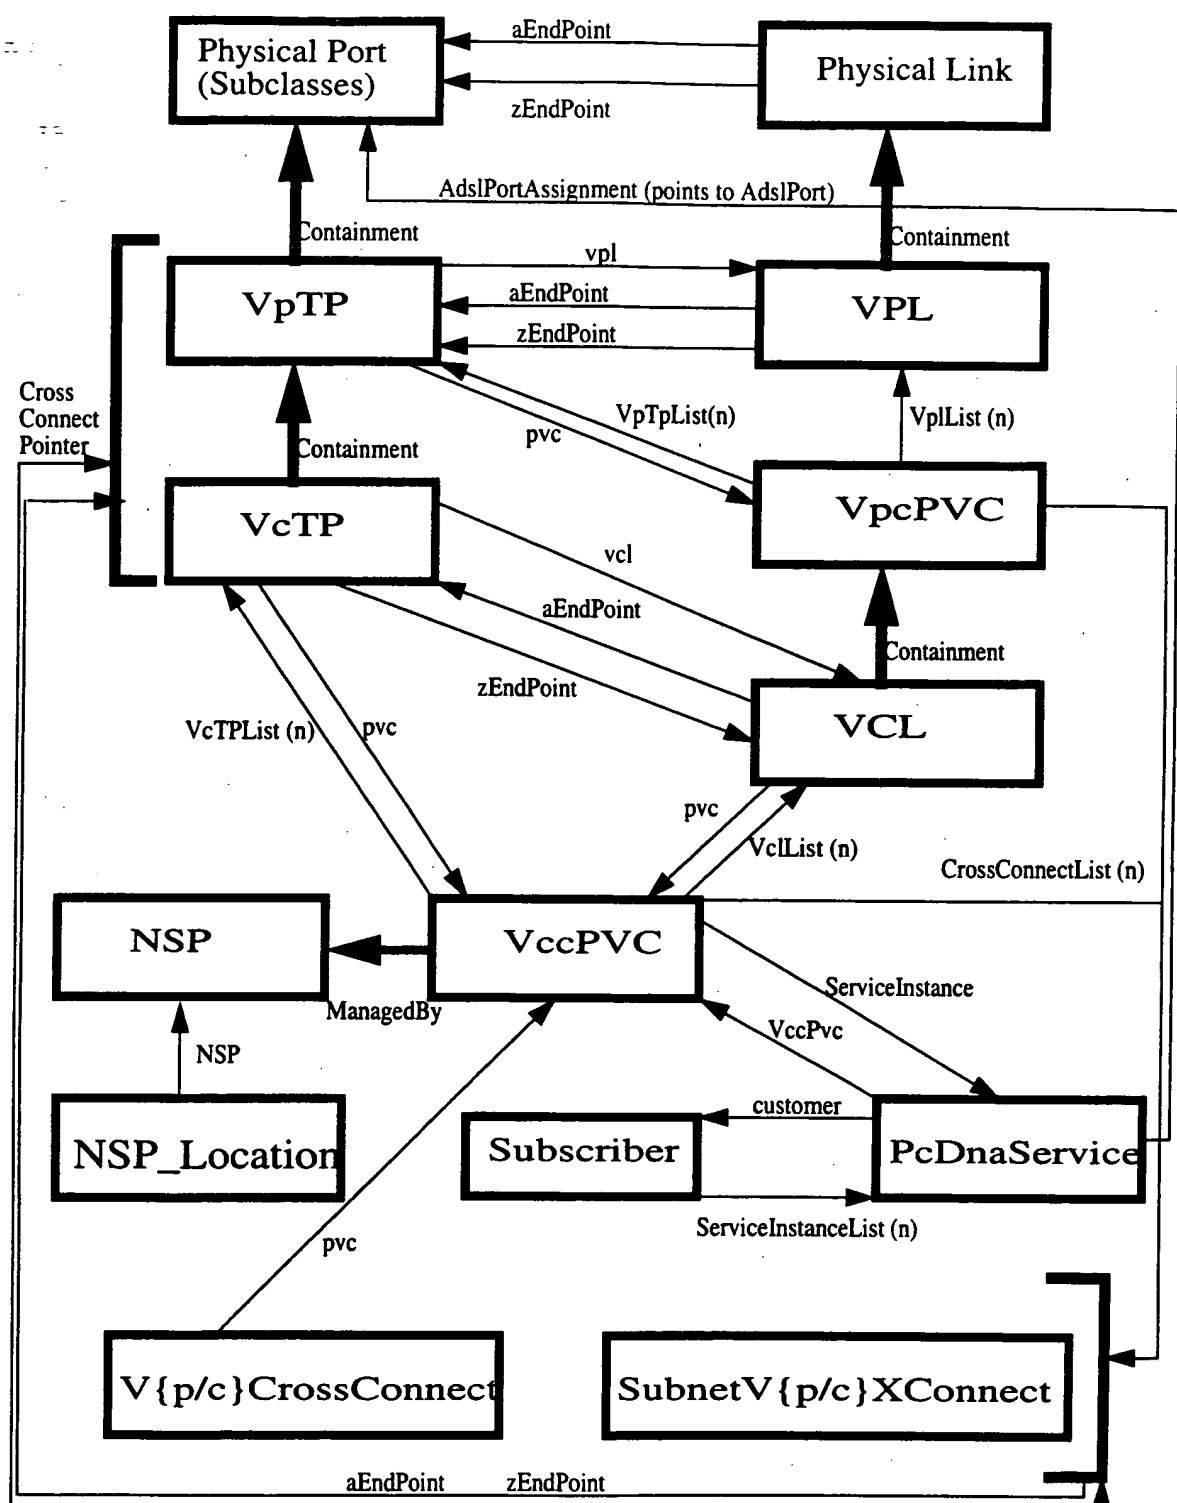 aEndPoint
Physical Port
(Subclasses)
Physical Link
zEndPoint
AdslPortAssignment (points to AdslPort)
Containment
Containment
vpl
VpTP
aEndPoint
VPL
zEndPoint
Cross
Connect
Pointer
VpTpList(n)
pvc
VplList (n)
Containment
VcTP
VpcPVC
vcl
aEndPoint
Containment
zEndPoint
VcTPList (n)
pvc
VCL
pvc
VclList (n)
CrossConnectList (n)
NSP
VccPVC
ManagedBy
ServiceInstance
VccPvc
NSP
customer
NSP_Location
Subscriber
PcDnaService
ServiceInstanceList (n)
pvc
V{p/c}CrossConnect
SubnetV{p/c}XConnect
aEndPoint
zEndPoint